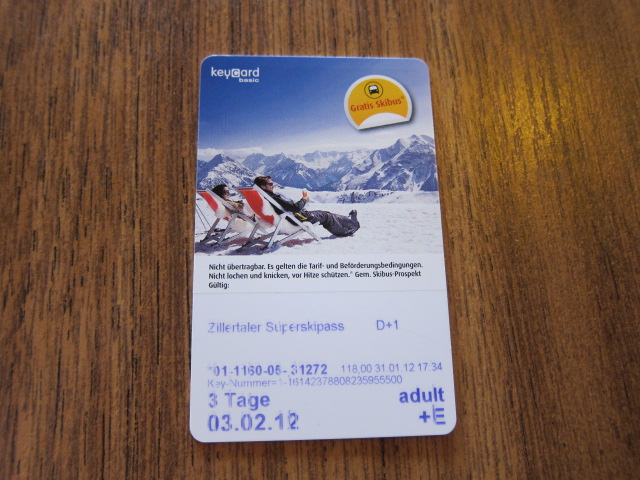 keycard
basic
Gratis Skibus*
Nicht übertragbar. Es gelten die Tarif- und Beförderungsbedingungen.
Nicht lochen und knicken, vor Hitze schützen.* Gem. Skibus-Prospekt
Gültig:
Zillertaler Superskipass D+1
*01-1160-05- 31272 118,00 31.01.12 17:34
Key-Nummer=1-16142378808235955500
3 Tage adult
03.02.12 +E